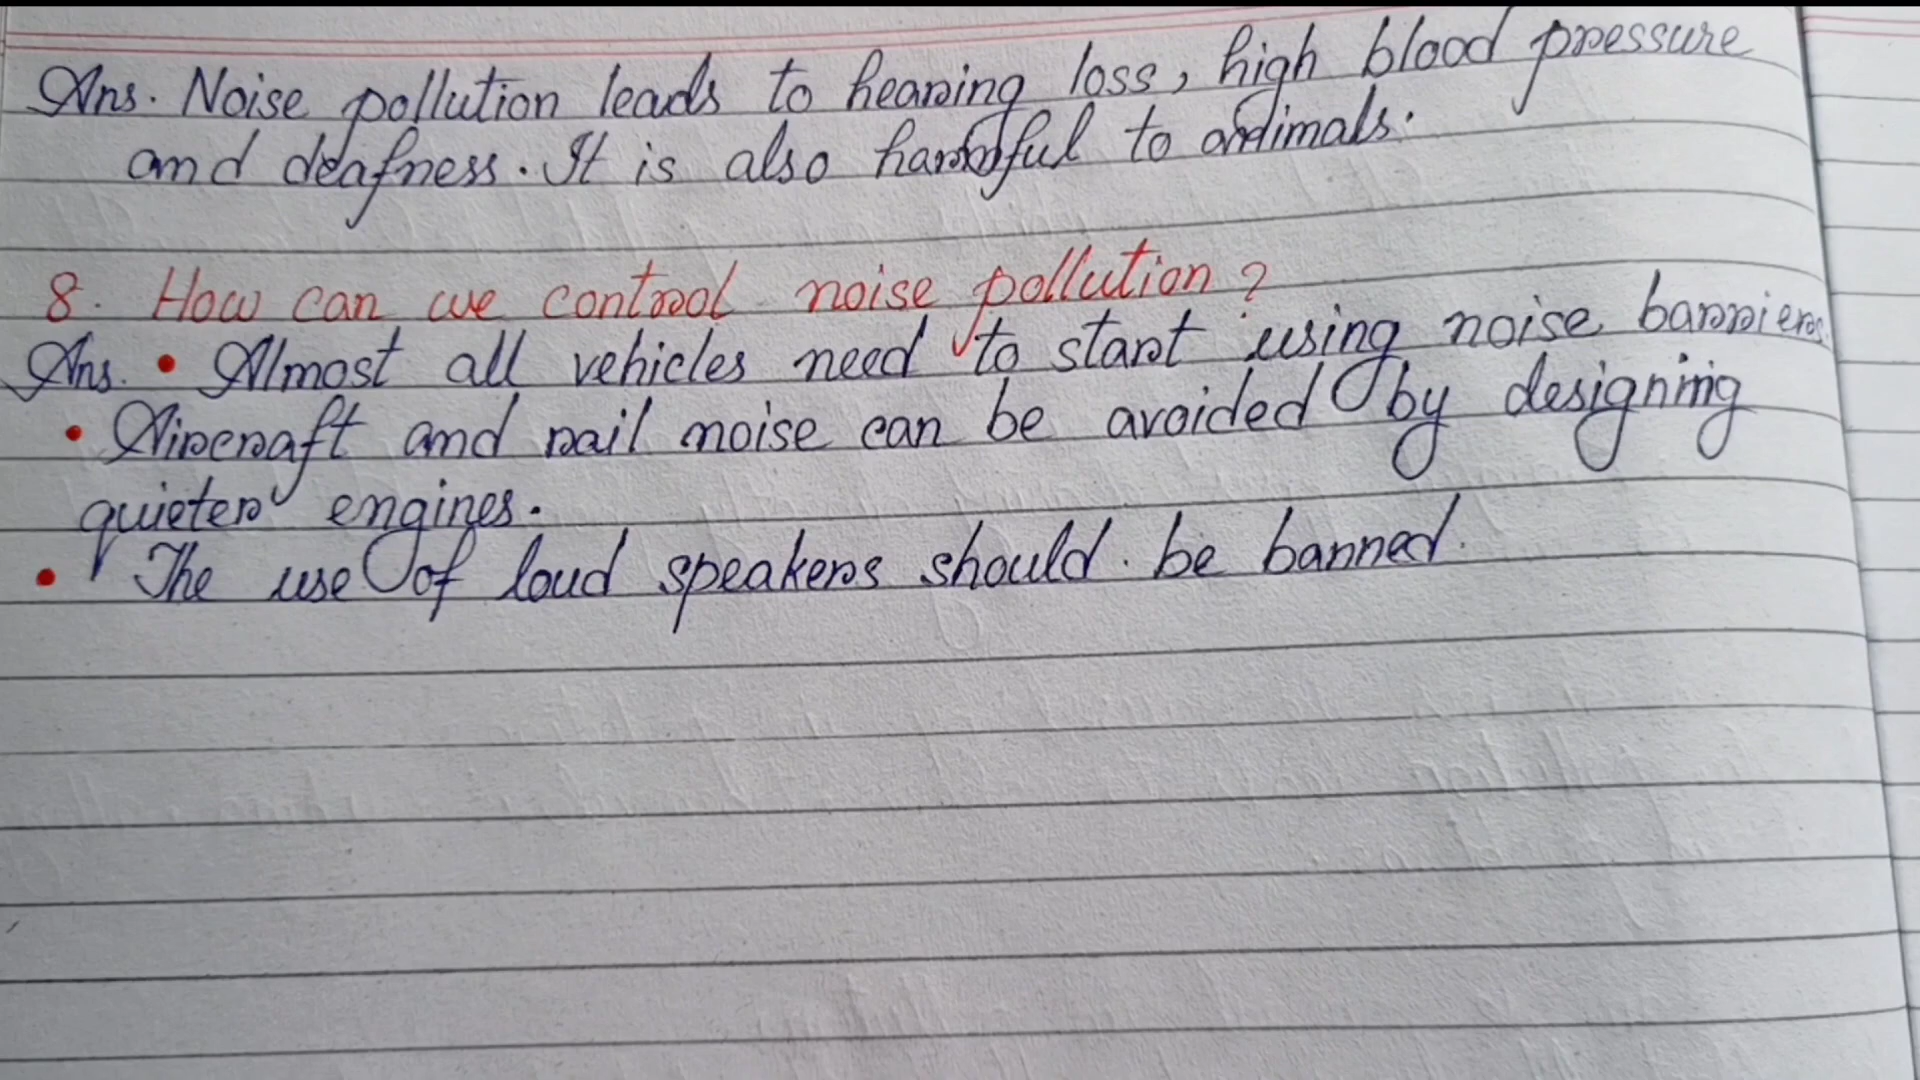 Ans. Noise pollution leads to hearing loss, high blood pressure
and deafness. It is also harmful to animals.
8. How can we control noise pollution?
Ans. • Almost all vehicles need to start using noise barriers.
• Aircraft and rail noise can be avoided by designing
quieter engines.
• The use of loud speakers should be banned.